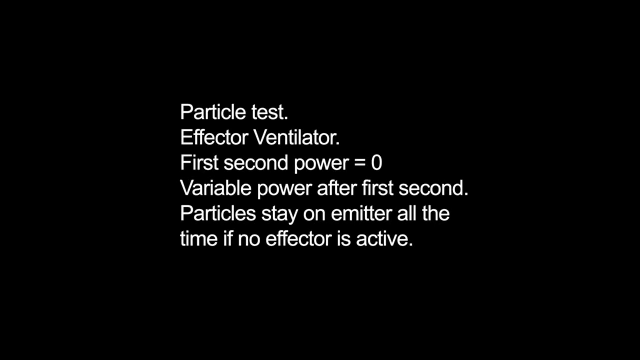 Particle test.
Effector Ventilator.
First second power = 0
Variable power after first second.
Particles stay on emitter all the
time if no effector is active.